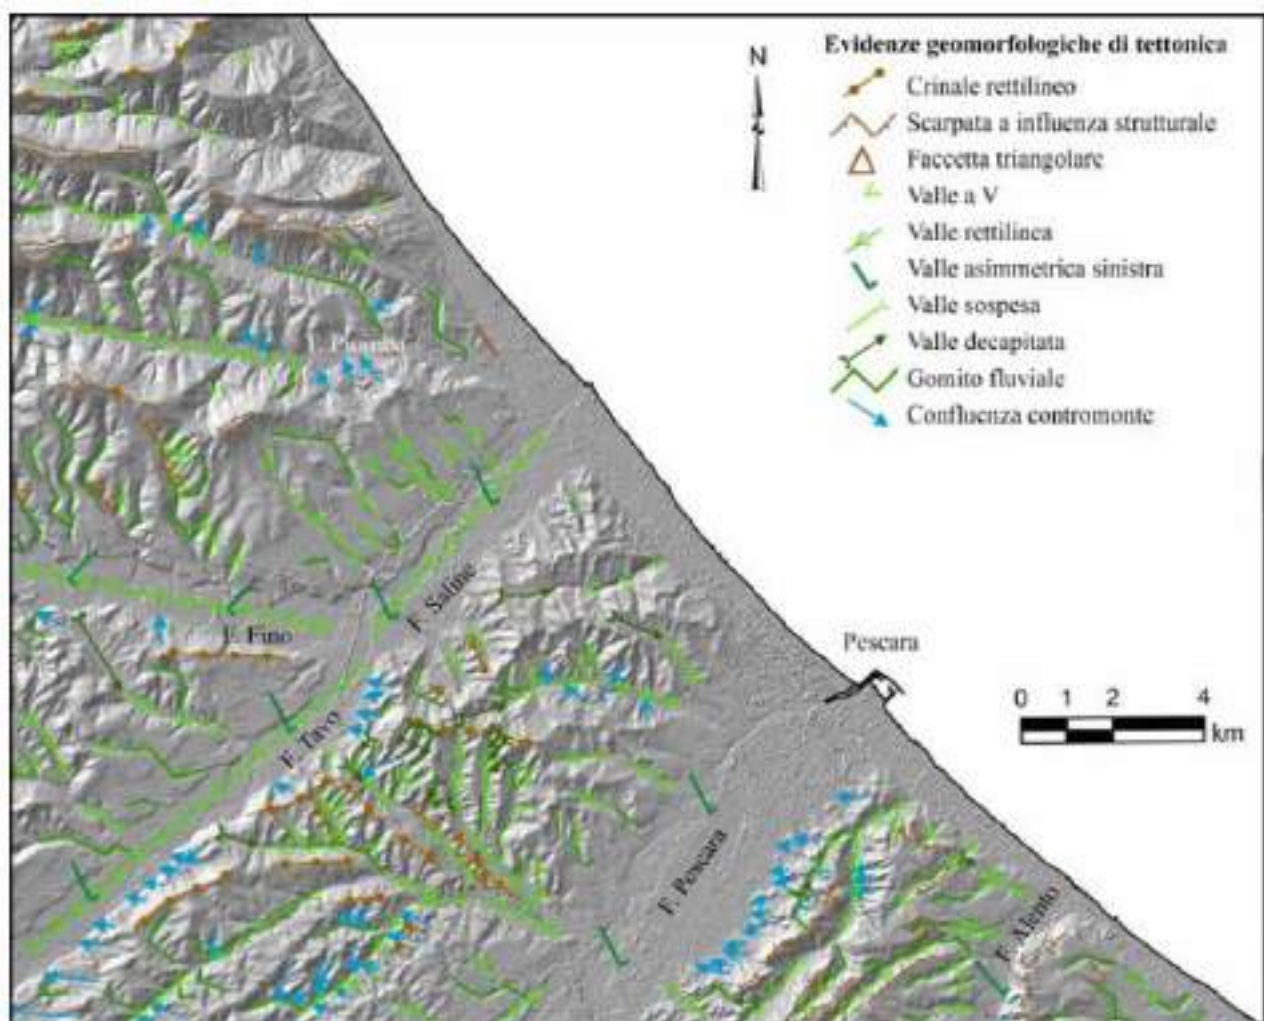 Evidenze geomorfologiche di tettonica
N
Crinale rettilineo
Scarpata a influenza strutturale
Faccetta triangolare
Valle a V
Valle rettilinea
Valle asimmetrica sinistra
Valle sospesa
Valle decapitata
Gomito fluviale
Confluenza contromonte
F. Saline
F. Fino
Pescara
0 1 2 4
km
F. Tavo
F. Pescara
F. Alento